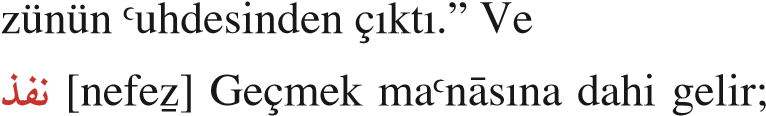 zünün ʿuhdesinden çıktı.” Ve
نفذ [nefeẕ] Geçmek maʿnāsına dahi gelir;